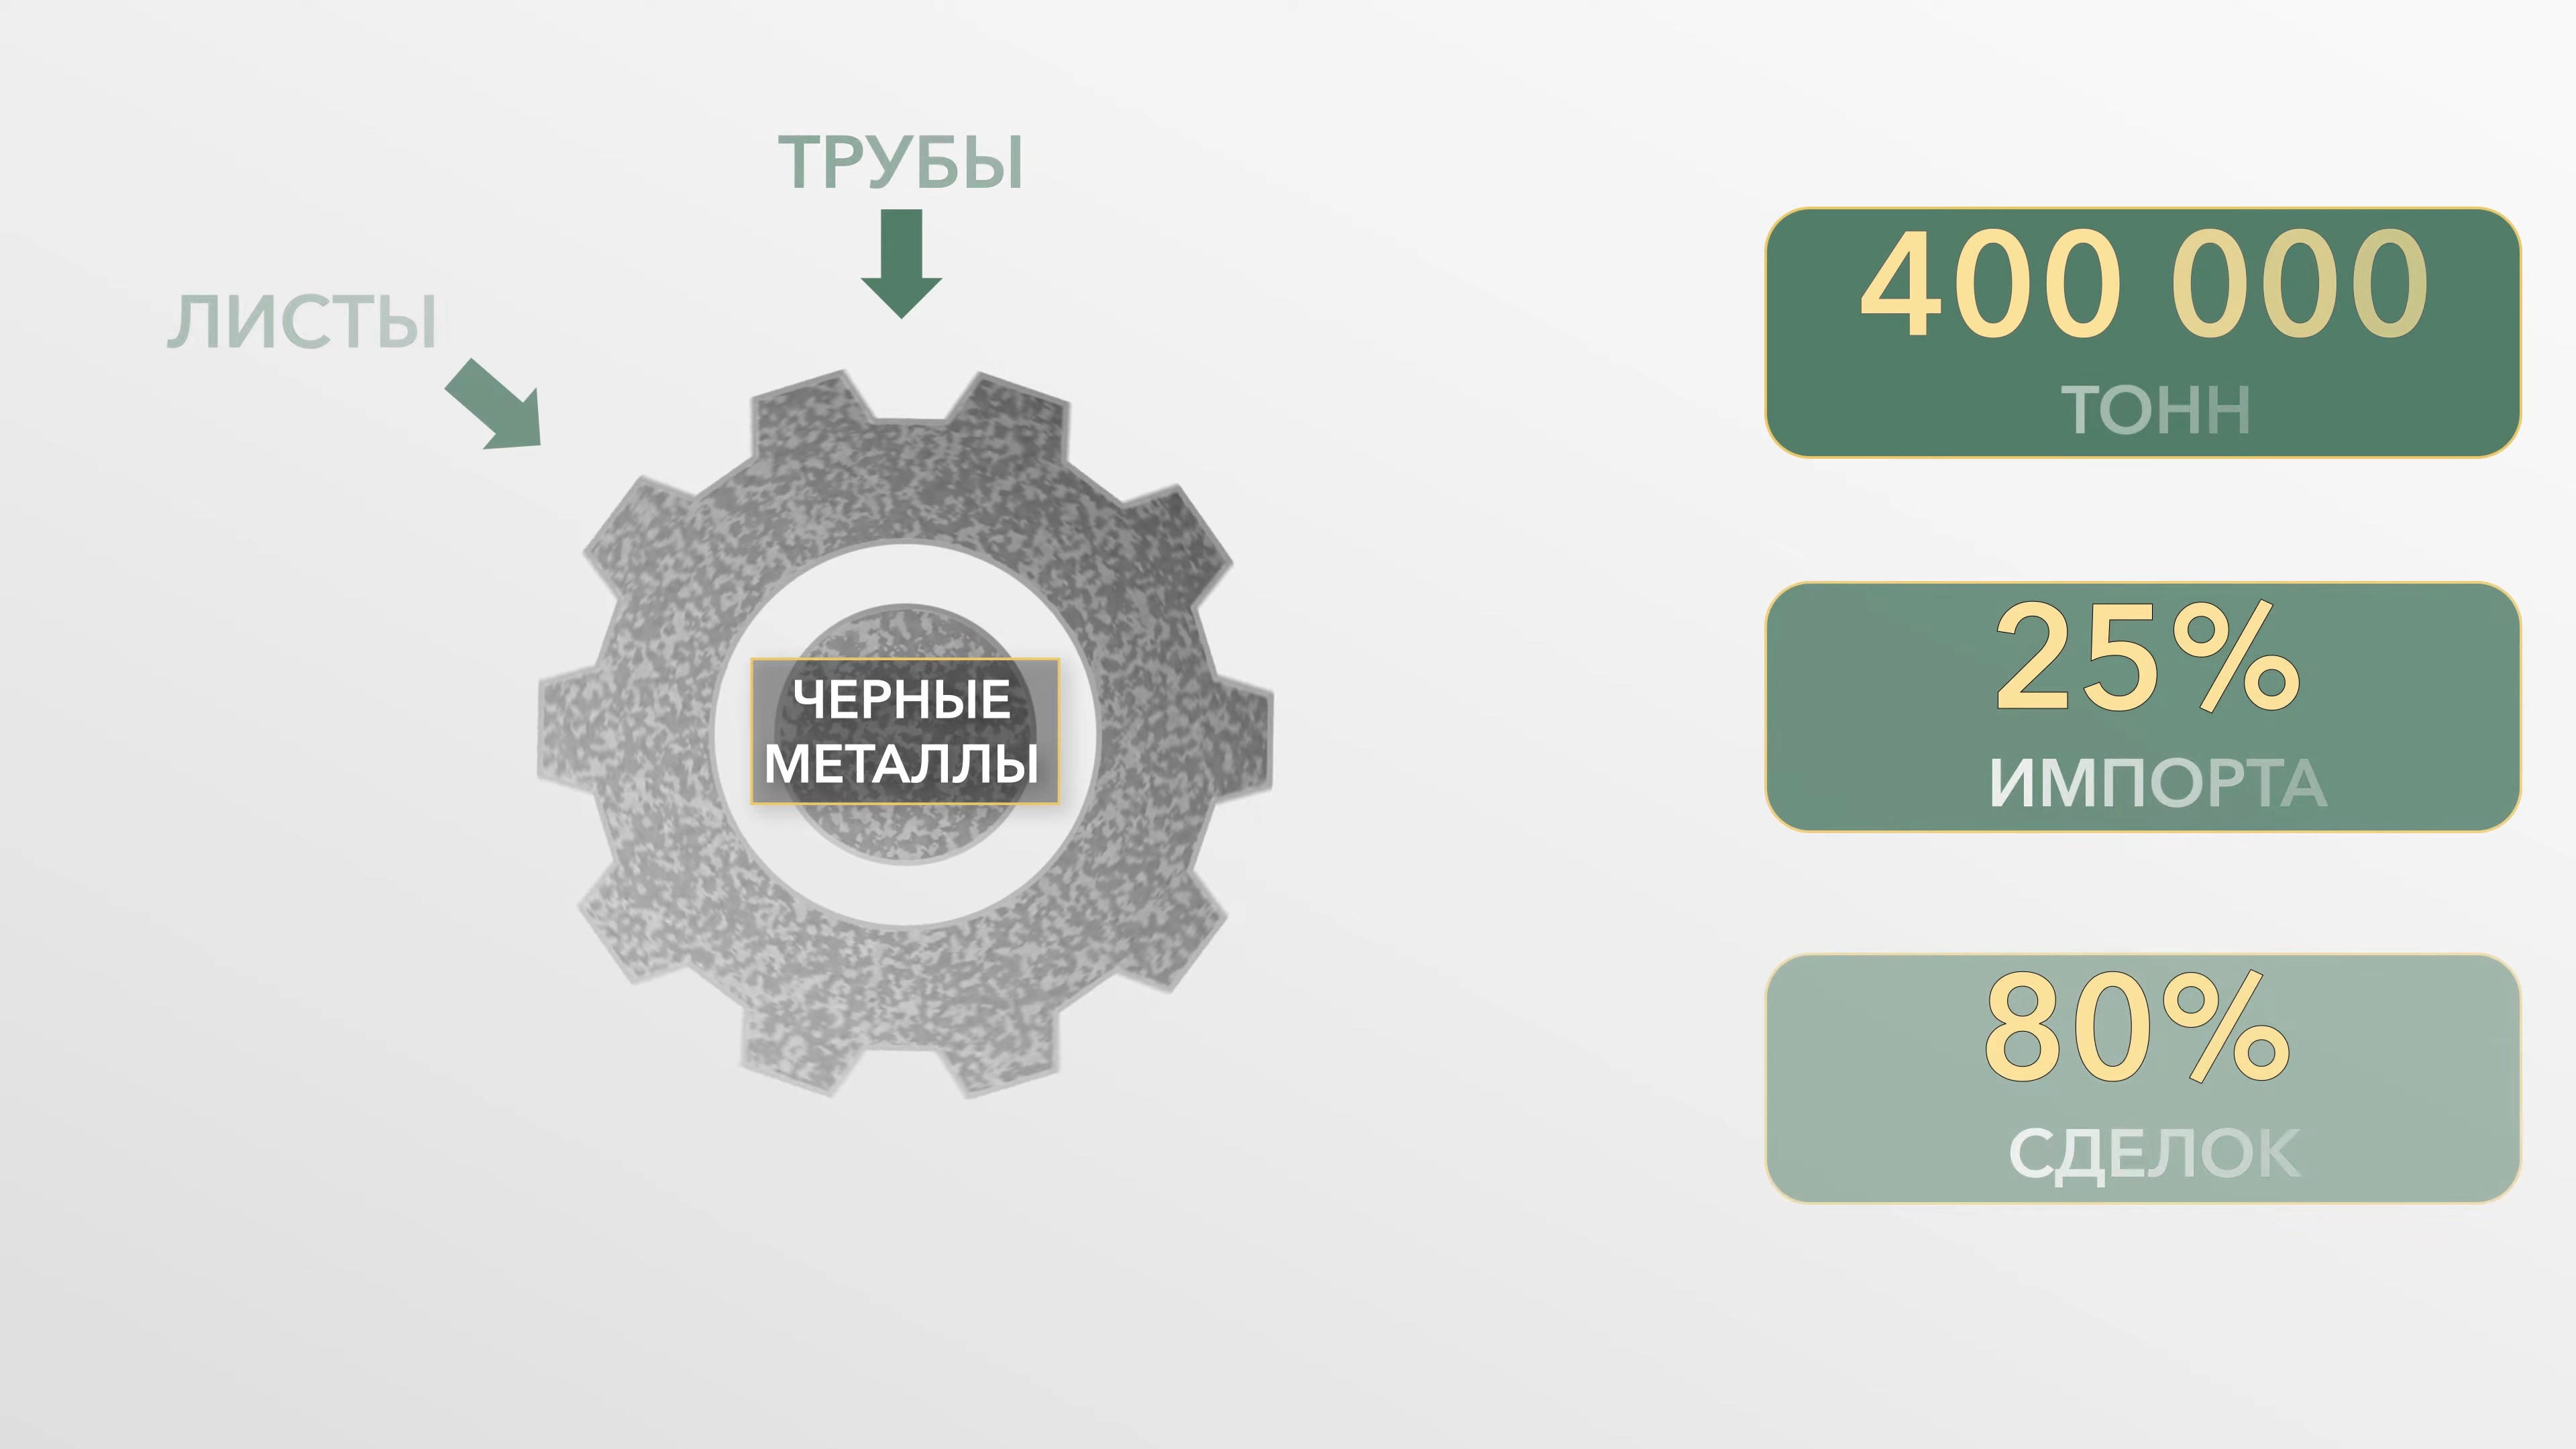 ТРУБЫ
ЛИСТЫ
ЧЕРНЫЕ
МЕТАЛЛЫ
400 000
ТОНН
25%
ИМПОРТА
80%
СДЕЛОК